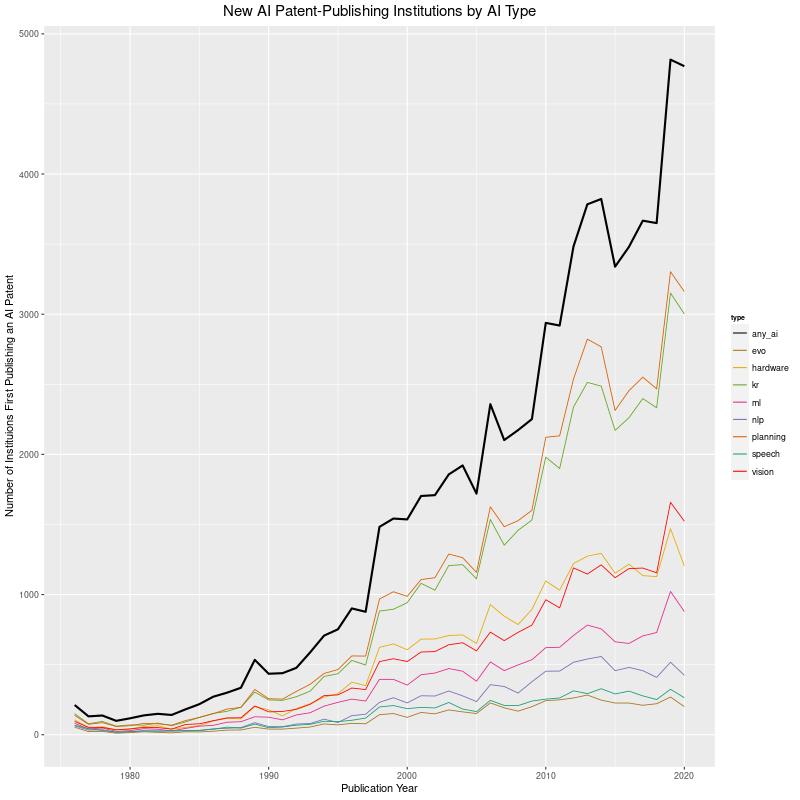 New AI Patent-Publishing Institutions by AI Type
Number of Instituions First Publishing an AI Patent
5000
4000
3000
2000
1000
0
1980
1990
2000
2010
2020
Publication Year
type
any_ai
evo
hardware
kr
ml
nlp
planning
speech
vision